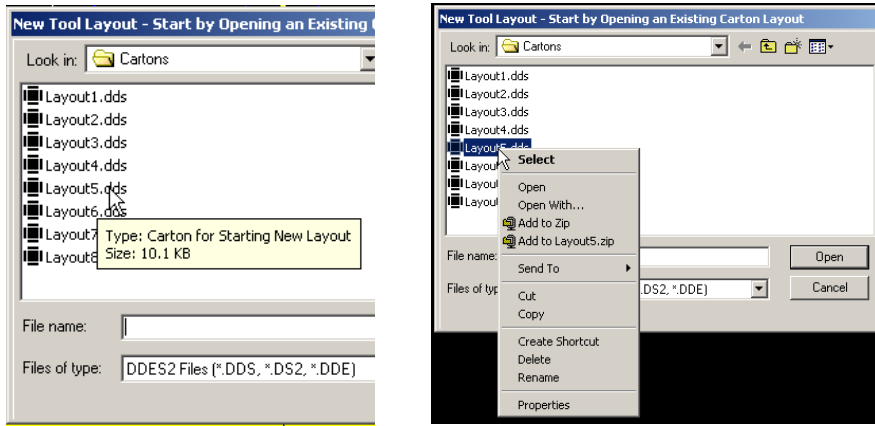 New Tool Layout - Start by Opening an Existing
Look in: Cartons
Layout1.dds
Layout2.dds
Layout3.dds
Layout4.dds
Layout5.dds
Layout6.dds
Layout7
Layout8
Type: Carton for Starting New Layout
Size: 10.1 KB
File name:
Files of type: DDES2 Files (*.DDS, *.DS2, *.DDE)
New Tool Layout - Start by Opening an Existing Carton Layout
Look in: Cartons
Layout1.dds
Layout2.dds
Layout3.dds
Layout4.dds
Layout5.dds
Layou
Layou
Layou
Select
Open
Open With...
Add to Zip
Add to Layout5.zip
Send To
Cut
Copy
Create Shortcut
Delete
Rename
Properties
File name:
Open
Files of typ
.DS2, *.DDE)
Cancel